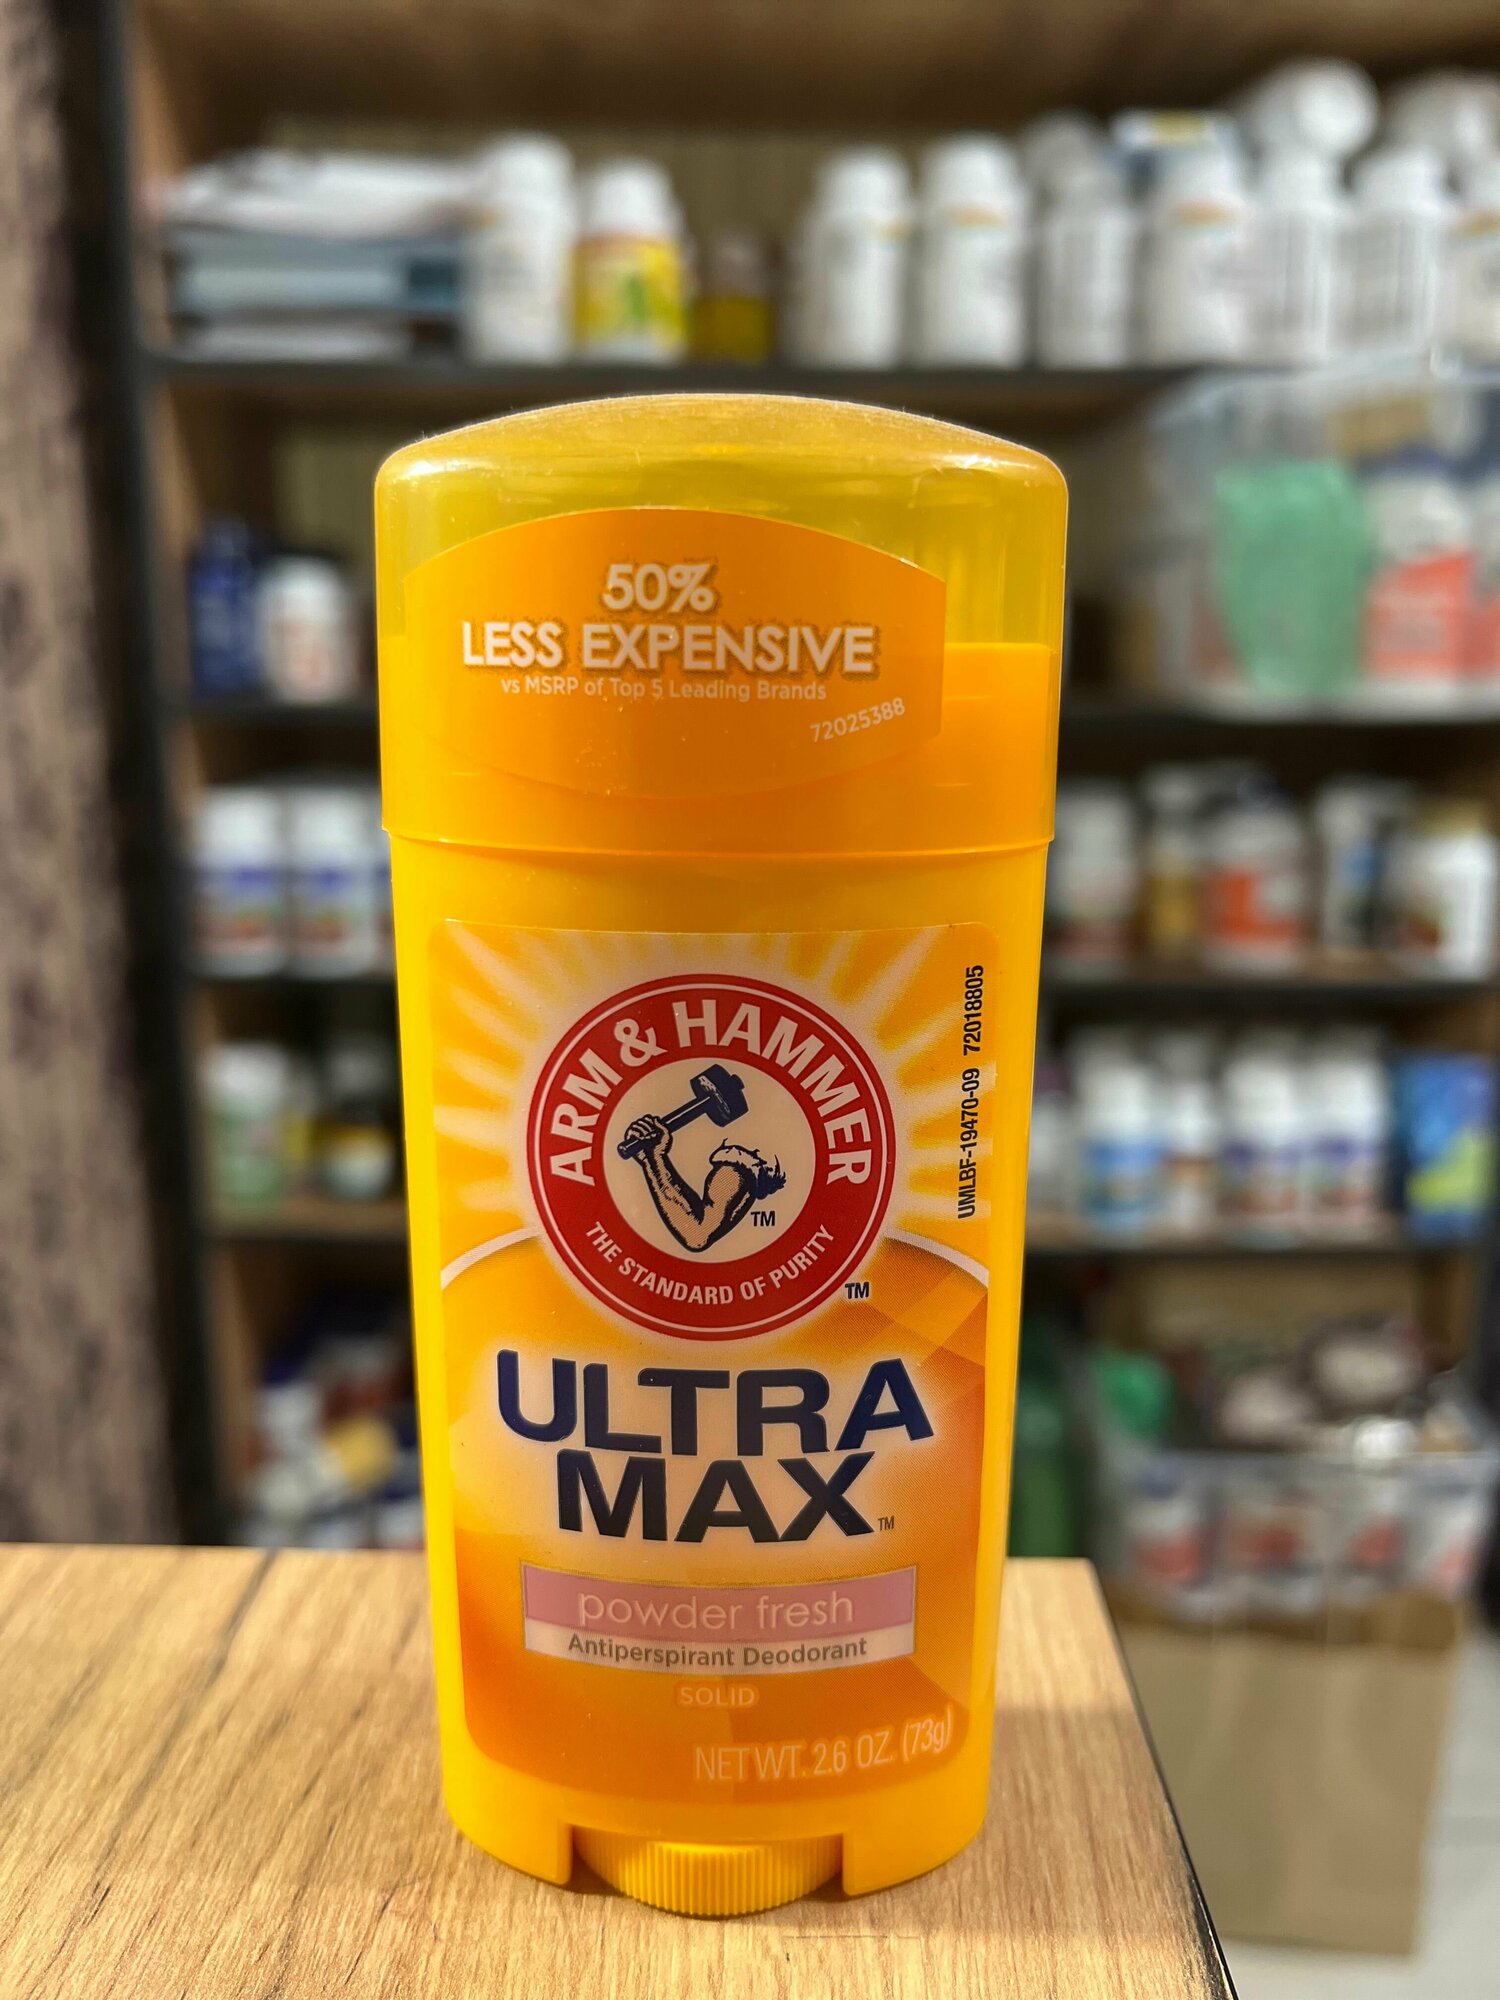 50%
LESS EXPENSIVE
vs MSRP of Top 5 Leading Brands
72025388
ARM & HAMMER
TM
THE STANDARD OF PURITY
TM
UMLBF-19470-09 72018805
ULTRA
MAX
TM
powder fresh
Antiperspirant Deodorant
SOLID
NET WT. 2.6 OZ. (73g)